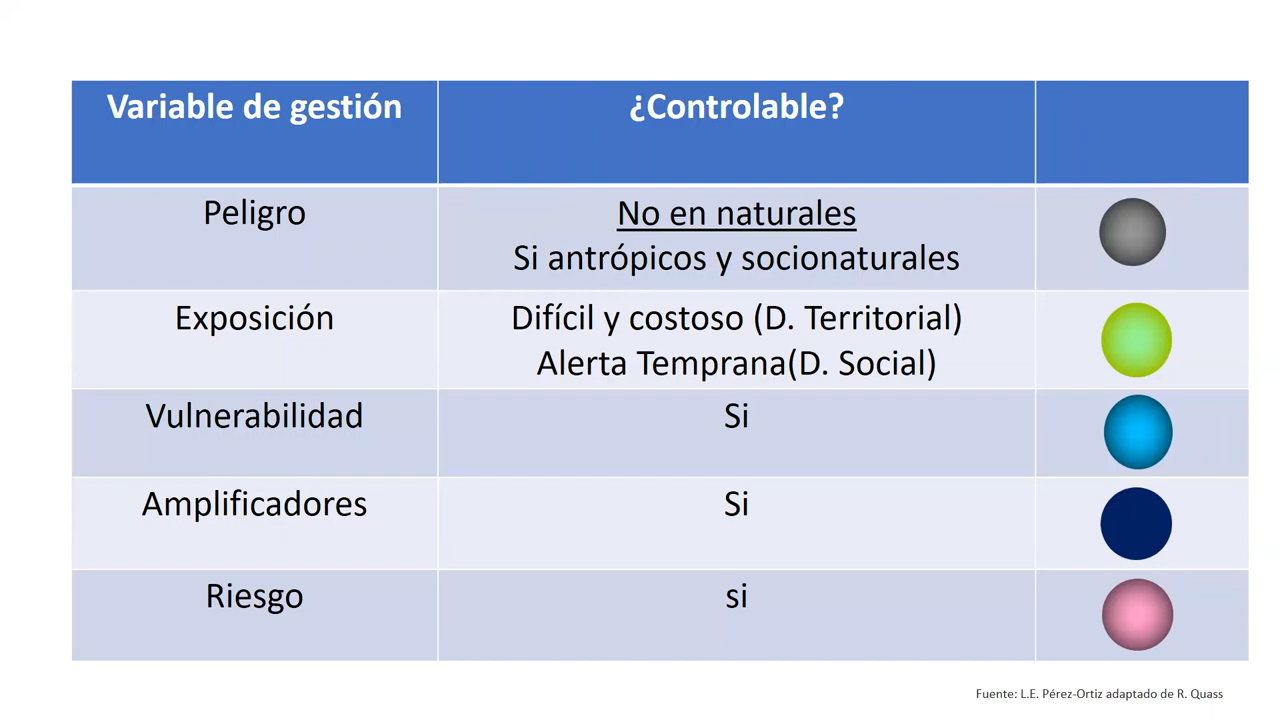 Variable de gestión
¿Controlable?
Peligro
No en naturales
Si antrópicos y socionaturales
Exposición
Difícil y costoso (D. Territorial)
Alerta Temprana(D. Social)
Vulnerabilidad
Si
Amplificadores
Si
Riesgo
si
Fuente: L.E. Pérez-Ortiz adaptado de R. Quass